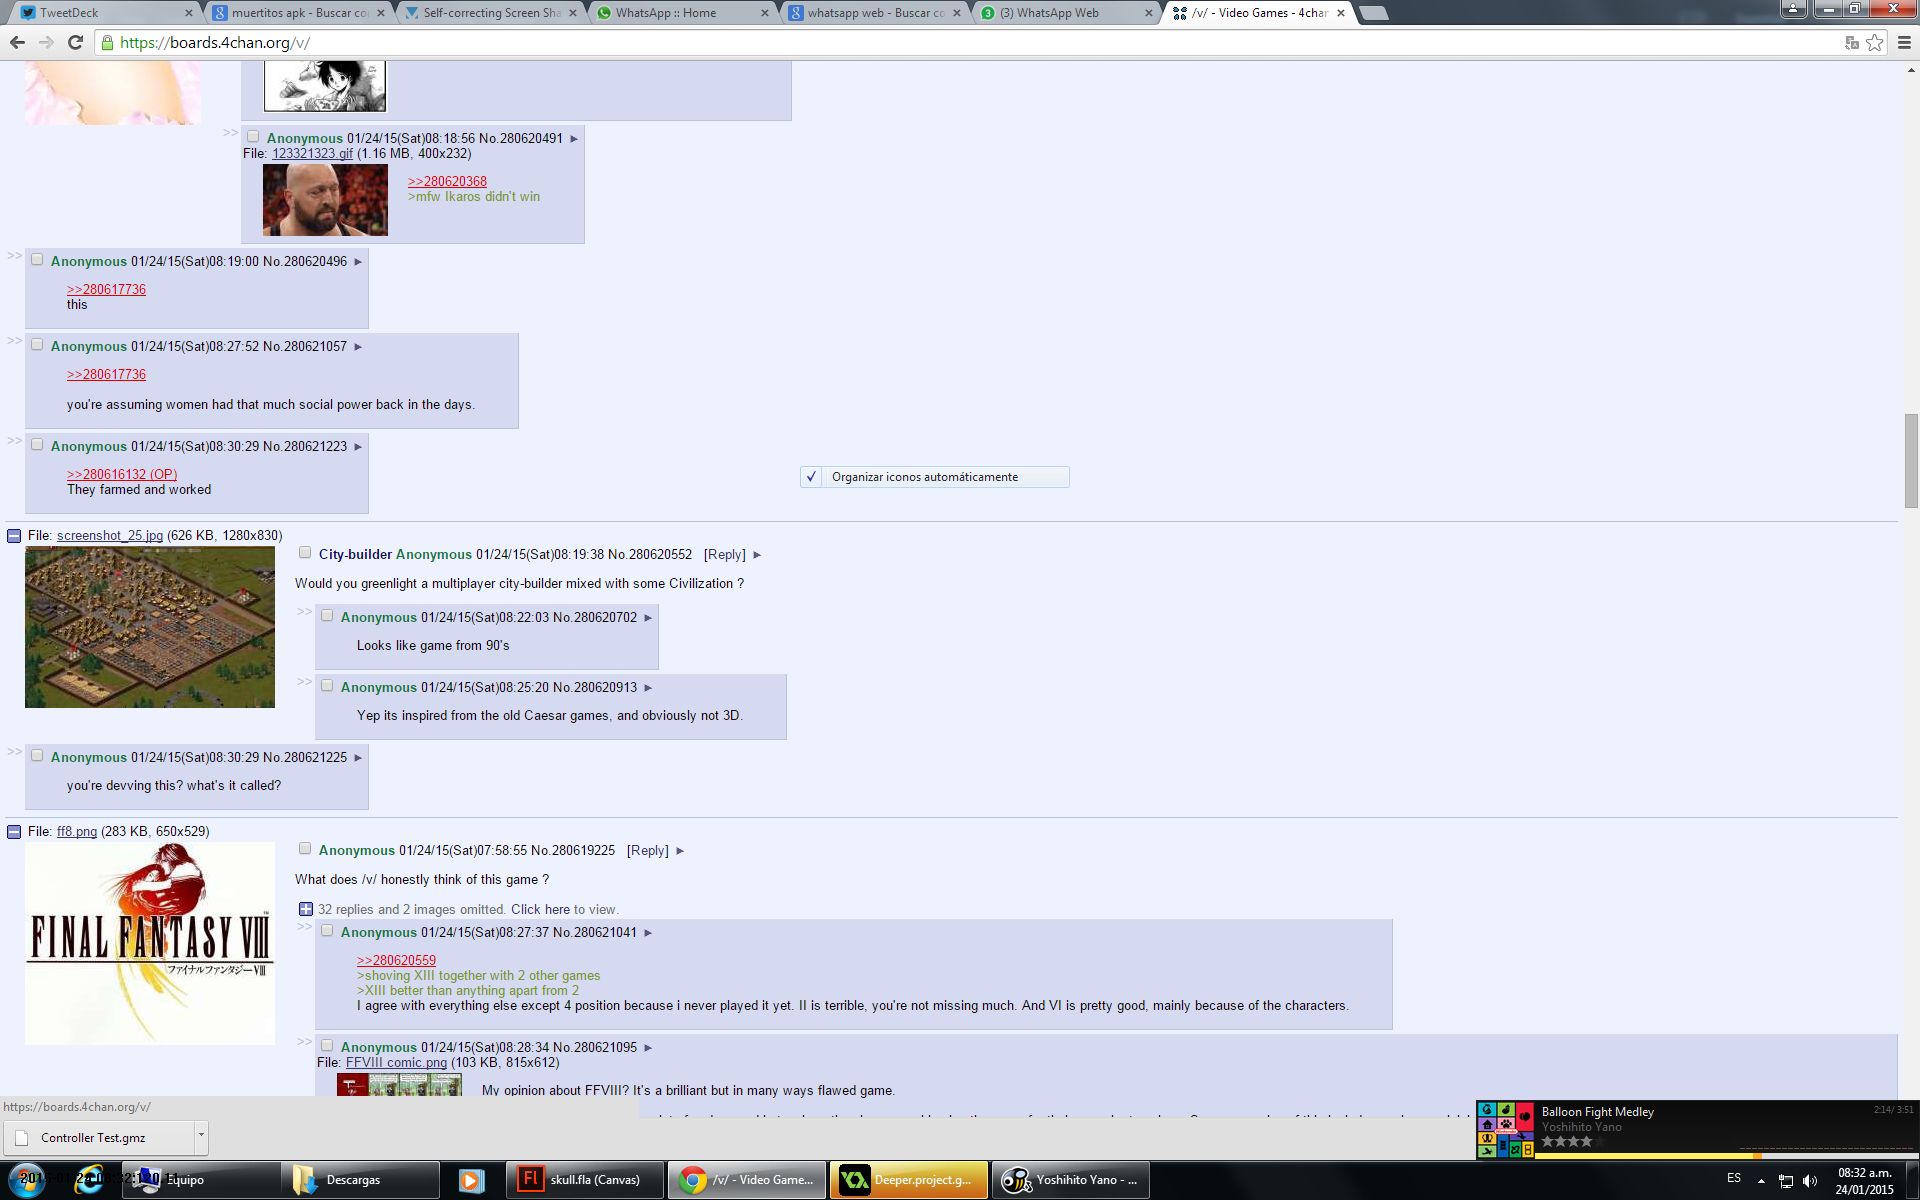 TweetDeck
muertitos apk - Buscar co
Self-correcting Screen Sha
WhatsApp :: Home
whatsapp web - Buscar co
(3) WhatsApp Web
/v/ - Video Games - 4char
https://boards.4chan.org/v/
>> Anonymous 01/24/15(Sat)08:18:56 No.280620491 ►
File: 123321323.gif (1.16 MB, 400x232)
>>280620368
>mfw Ikaros didn't win
>> Anonymous 01/24/15(Sat)08:19:00 No.280620496 ►
>>280617736
this
>> Anonymous 01/24/15(Sat)08:27:52 No.280621057 ►
>>280617736
you're assuming women had that much social power back in the days.
>> Anonymous 01/24/15(Sat)08:30:29 No.280621223 ►
>>280616132 (OP)
They farmed and worked
✓ Organizar iconos automáticamente
File: screenshot_25.jpg (626 KB, 1280x830)
City-builder Anonymous 01/24/15(Sat)08:19:38 No.280620552 [Reply] ►
Would you greenlight a multiplayer city-builder mixed with some Civilization ?
>> Anonymous 01/24/15(Sat)08:22:03 No.280620702 ►
Looks like game from 90's
>> Anonymous 01/24/15(Sat)08:25:20 No.280620913 ►
Yep its inspired from the old Caesar games, and obviously not 3D.
>> Anonymous 01/24/15(Sat)08:30:29 No.280621225 ►
you're devving this? what's it called?
File: ff8.png (283 KB, 650x529)
FINAL FANTASY VIII
ファイナルファンタジーVIII
Anonymous 01/24/15(Sat)07:58:55 No.280619225 [Reply] ►
What does /v/ honestly think of this game ?
32 replies and 2 images omitted. Click here to view.
>> Anonymous 01/24/15(Sat)08:27:37 No.280621041 ►
>>280620559
>shoving XIII together with 2 other games
>XIII better than anything apart from 2
I agree with everything else except 4 position because i never played it yet. II is terrible, you're not missing much. And VI is pretty good, mainly because of the characters.
>> Anonymous 01/24/15(Sat)08:28:34 No.280621095 ►
File: FFVIII comic.png (103 KB, 815x612)
My opinion about FFVIII? It's a brilliant but in many ways flawed game.
https://boards.4chan.org/v/
Controller Test.gmz
Balloon Fight Medley
2:14/ 3:51
Yoshihito Yano
Equipo
Descargas
skull.fla (Canvas)
/v/ - Video Game...
Deeper.project.g...
Yoshihito Yano - ...
ES
08:32 a.m.
24/01/2015